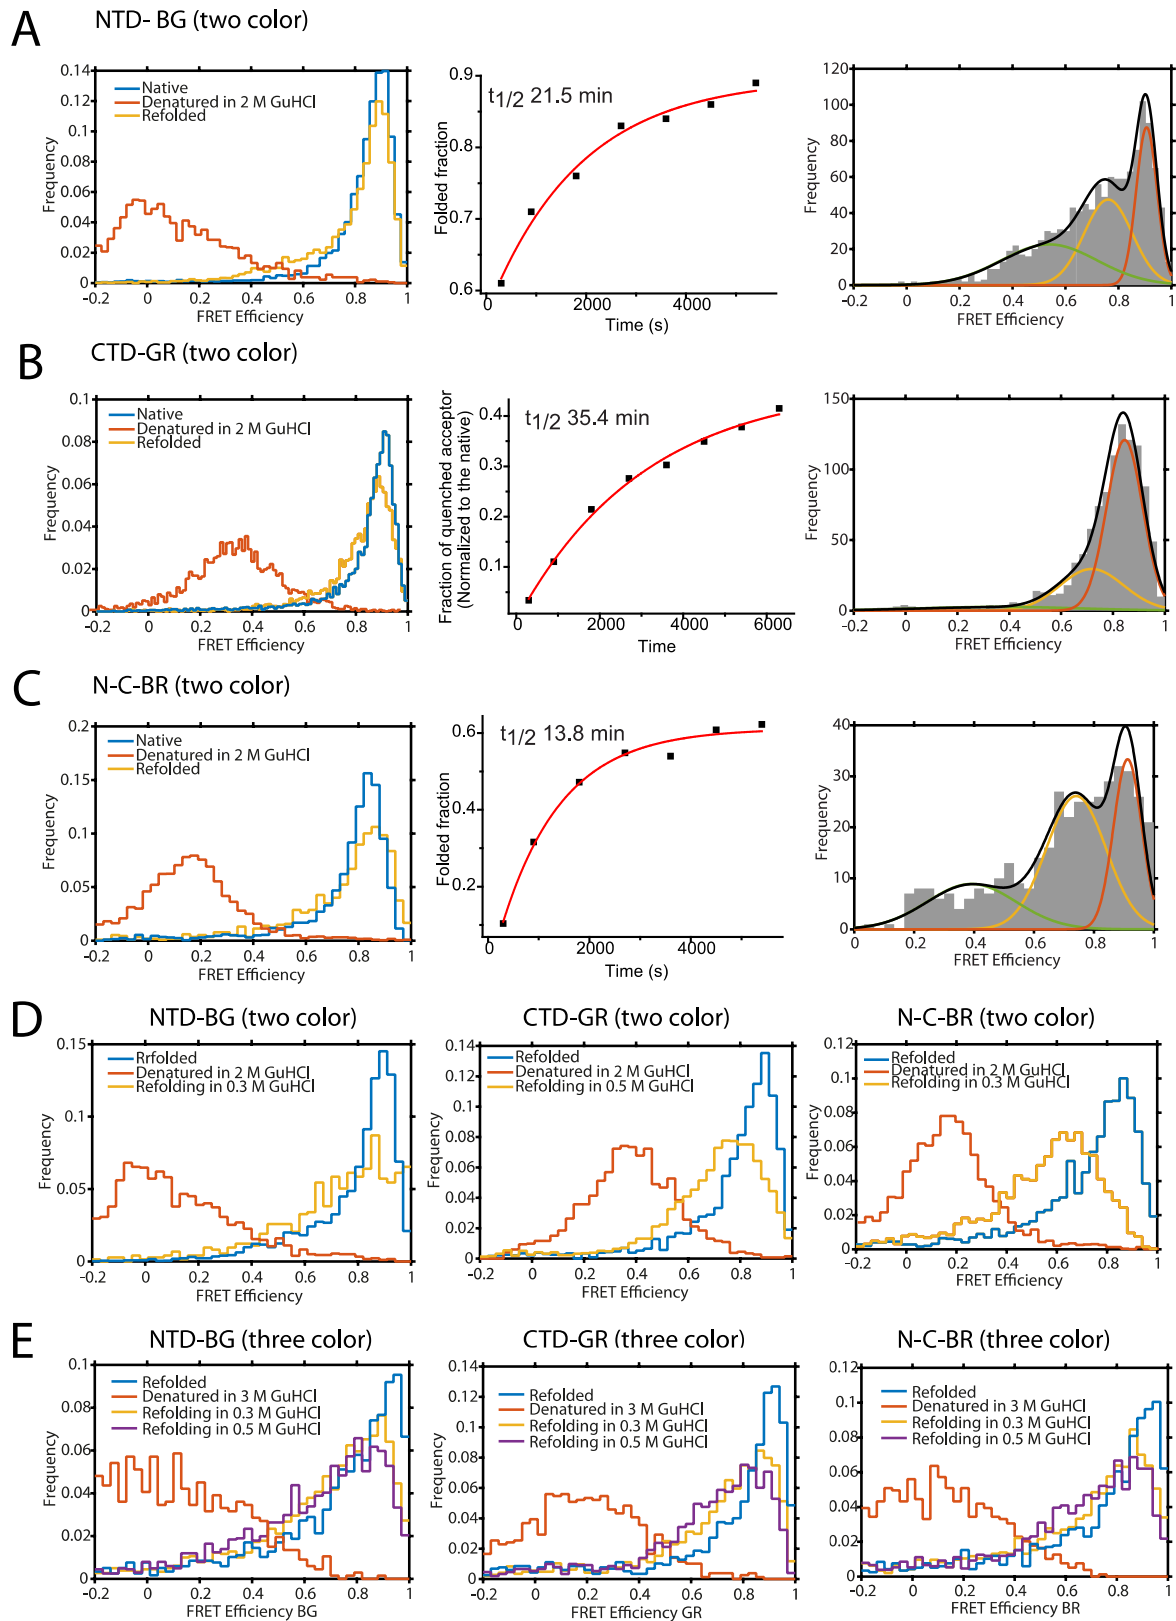 A
NTD- BG (two color)
0.14
0.12
0.1
0.08
0.06
0.04
0.02
0
Frequency
Native
Denatured in 2 M GuHCl
Refolded
-0.2 0 0.2 0.4 0.6 0.8 1
FRET Efficiency
t1/2 21.5 min
0.9
0.8
0.7
0.6
Folded fraction
0 2000 4000
Time (s)
120
100
80
60
40
20
0
Frequency
-0.2 0 0.2 0.4 0.6 0.8 1
FRET Efficiency
B
CTD-GR (two color)
0.1
0.08
0.06
0.04
0.02
0
Frequency
Native
Denatured in 2 M GuHCl
Refolded
-0.2 0 0.2 0.4 0.6 0.8 1
FRET Efficiency
t1/2 35.4 min
0.4
0.3
0.2
0.1
Fraction of quenched acceptor
(Normalized to the native)
0 2000 4000 6000
Time
150
100
50
0
Frequency
-0.2 0 0.2 0.4 0.6 0.8 1
FRET Efficiency
C
N-C-BR (two color)
0.2
0.15
0.1
0.05
0
Frequency
Native
Denatured in 2 M GuHCl
Refolded
-0.2 0 0.2 0.4 0.6 0.8 1
FRET Efficiency
t1/2 13.8 min
0.6
0.4
0.2
Folded fraction
0 2000 4000
Time (s)
40
30
20
10
0
Frequency
0 0.2 0.4 0.6 0.8 1
FRET Efficiency
D
NTD-BG (two color)
0.15
0.1
0.05
0
Frequency
Rrfolded
Denatured in 2 M GuHCl
Refolding in 0.3 M GuHCl
-0.2 0 0.2 0.4 0.6 0.8 1
FRET Efficiency
CTD-GR (two color)
0.14
0.12
0.1
0.08
0.06
0.04
0.02
0
Frequency
Refolded
Denatured in 2 M GuHCl
Refolding in 0.5 M GuHCl
-0.2 0 0.2 0.4 0.6 0.8 1
FRET Efficiency
N-C-BR (two color)
0.12
0.1
0.08
0.06
0.04
0.02
0
Frequency
Refolded
Denatured in 2 M GuHCl
Refolding in 0.3 M GuHCl
-0.2 0 0.2 0.4 0.6 0.8 1
FRET Efficiency
E
NTD-BG (three color)
0.1
0.08
0.06
0.04
0.02
0
Frequency
Refolded
Denatured in 3 M GuHCl
Refolding in 0.3 M GuHCl
Refolding in 0.5 M GuHCl
-0.2 0 0.2 0.4 0.6 0.8 1
FRET Efficiency BG
CTD-GR (three color)
0.14
0.12
0.1
0.08
0.06
0.04
0.02
0
Frequency
Refolded
Denatured in 3 M GuHCl
Refolding in 0.3 M GuHCl
Refolding in 0.5 M GuHCl
-0.2 0 0.2 0.4 0.6 0.8 1
FRET Efficiency GR
N-C-BR (three color)
0.12
0.1
0.08
0.06
0.04
0.02
0
Frequency
Refolded
Denatured in 3 M GuHCl
Refolding in 0.3 M GuHCl
Refolding in 0.5 M GuHCl
-0.2 0 0.2 0.4 0.6 0.8 1
FRET Efficiency BR